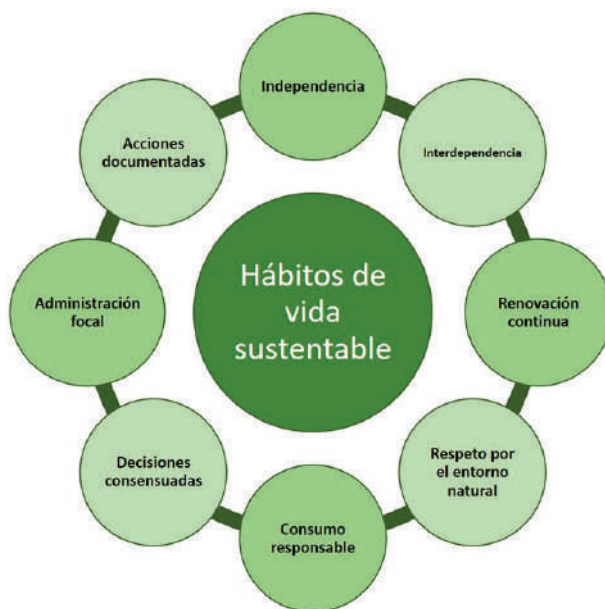 Hábitos de
vida
sustentable
Independencia
Interdependencia
Renovación
continua
Respeto por
el entorno
natural
Consumo
responsable
Decisiones
consensuadas
Administración
focal
Acciones
documentadas